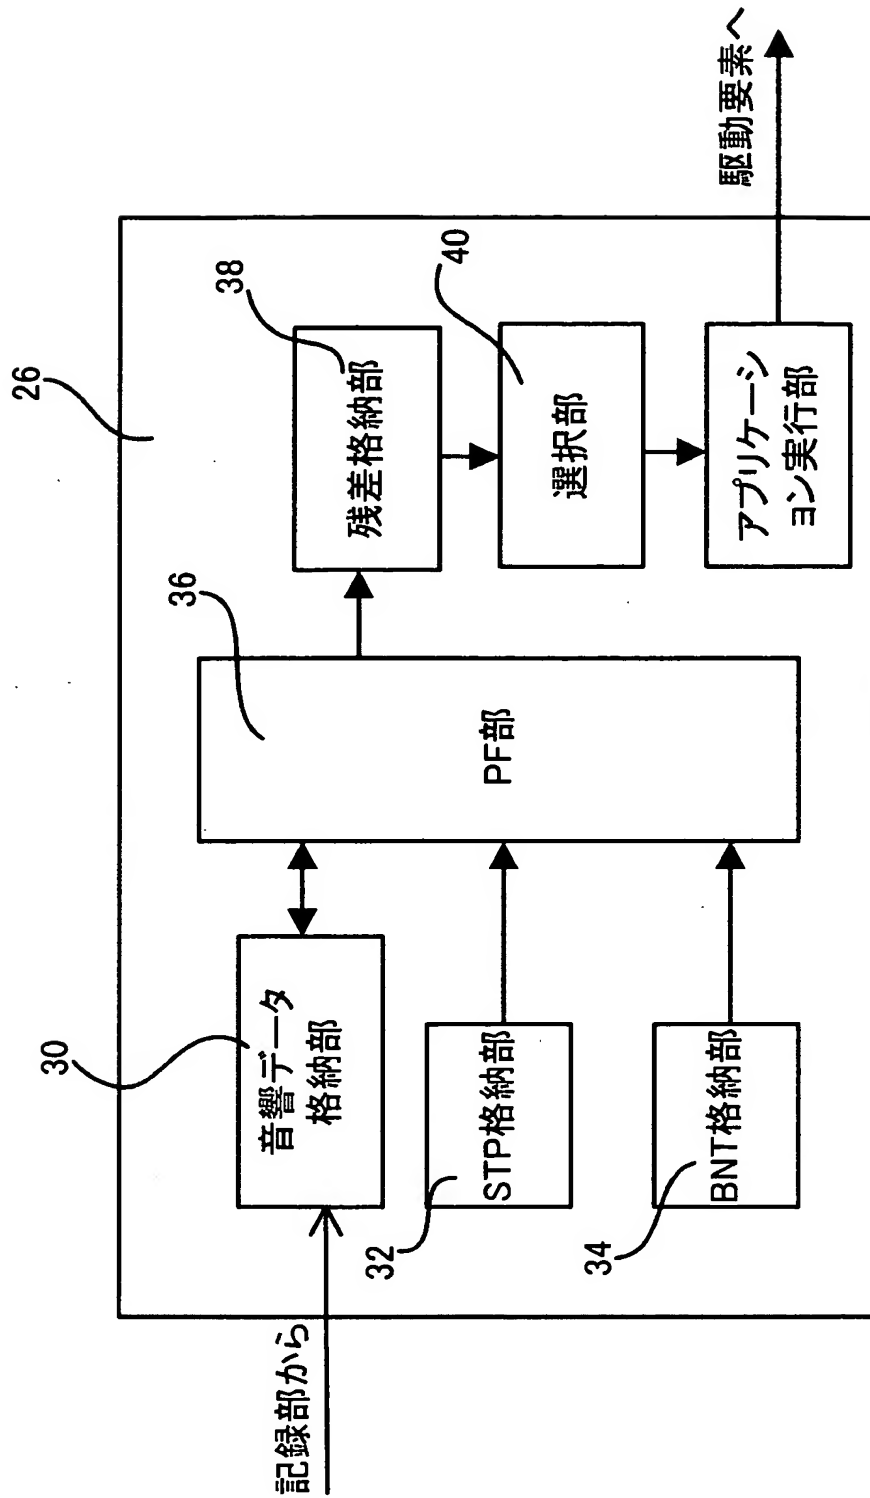 26
記録部から
30
音響データ
格納部
32
STP格納部
34
BNT格納部
36
PF部
38
残差格納部
40
選択部
アプリケーシ
ョン実行部
駆動要素へ